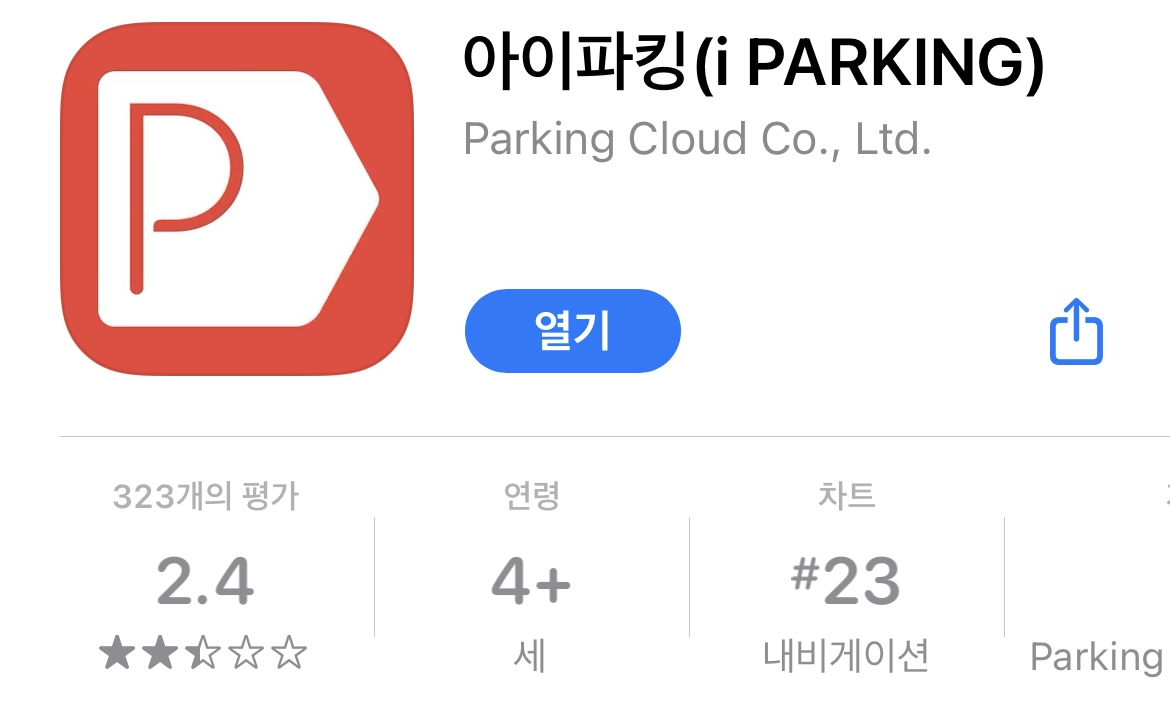 P
아이파킹(i PARKING)
Parking Cloud Co., Ltd.
열기
323개의 평가
연령
차트
2.4
4+
#23
세
내비게이션
Parking